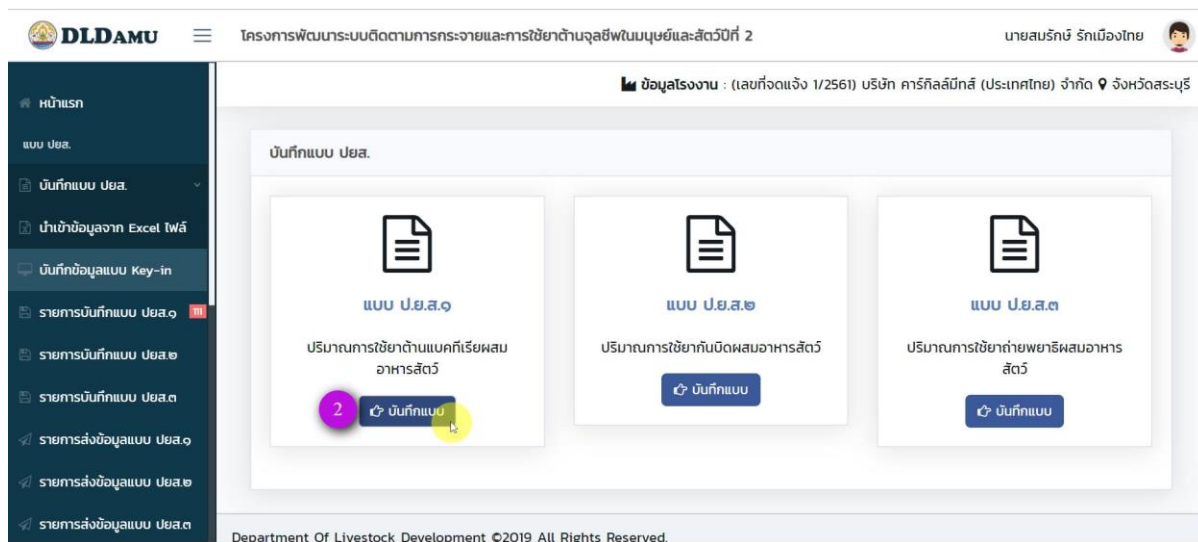 DLDAMU
โครงการพัฒนาระบบติดตามการกระจายและการใช้ยาต้านจุลชีพในมนุษย์และสัตว์ปีที่ 2
นายสมรักษ์ รักเมืองไทย
ข้อมูลโรงงาน : (เลขที่จดแจ้ง 1/2561) บริษัท คาร์กิลล์มีทส์ (ประเทศไทย) จำกัด จังหวัดสระบุรี
หน้าแรก
แบบ ปยส.
บันทึกแบบ ปยส.
นำเข้าข้อมูลจาก Excel ไฟล์
บันทึกข้อมูลแบบ Key-in
รายการบันทึกแบบ ปยส.๑
รายการบันทึกแบบ ปยส.๒
รายการบันทึกแบบ ปยส.๓
รายการส่งข้อมูลแบบ ปยส.๑
รายการส่งข้อมูลแบบ ปยส.๒
รายการส่งข้อมูลแบบ ปยส.๓
บันทึกแบบ ปยส.
แบบ ป.ย.ส.๑
ปริมาณการใช้ยาต้านแบคทีเรียผสม
อาหารสัตว์
2 บันทึกแบบ
แบบ ป.ย.ส.๒
ปริมาณการใช้ยากันบิดผสมอาหารสัตว์
บันทึกแบบ
แบบ ป.ย.ส.๓
ปริมาณการใช้ยาถ่ายพยาธิผสมอาหาร
สัตว์
บันทึกแบบ
Department Of Livestock Development ©2019 All Rights Reserved.